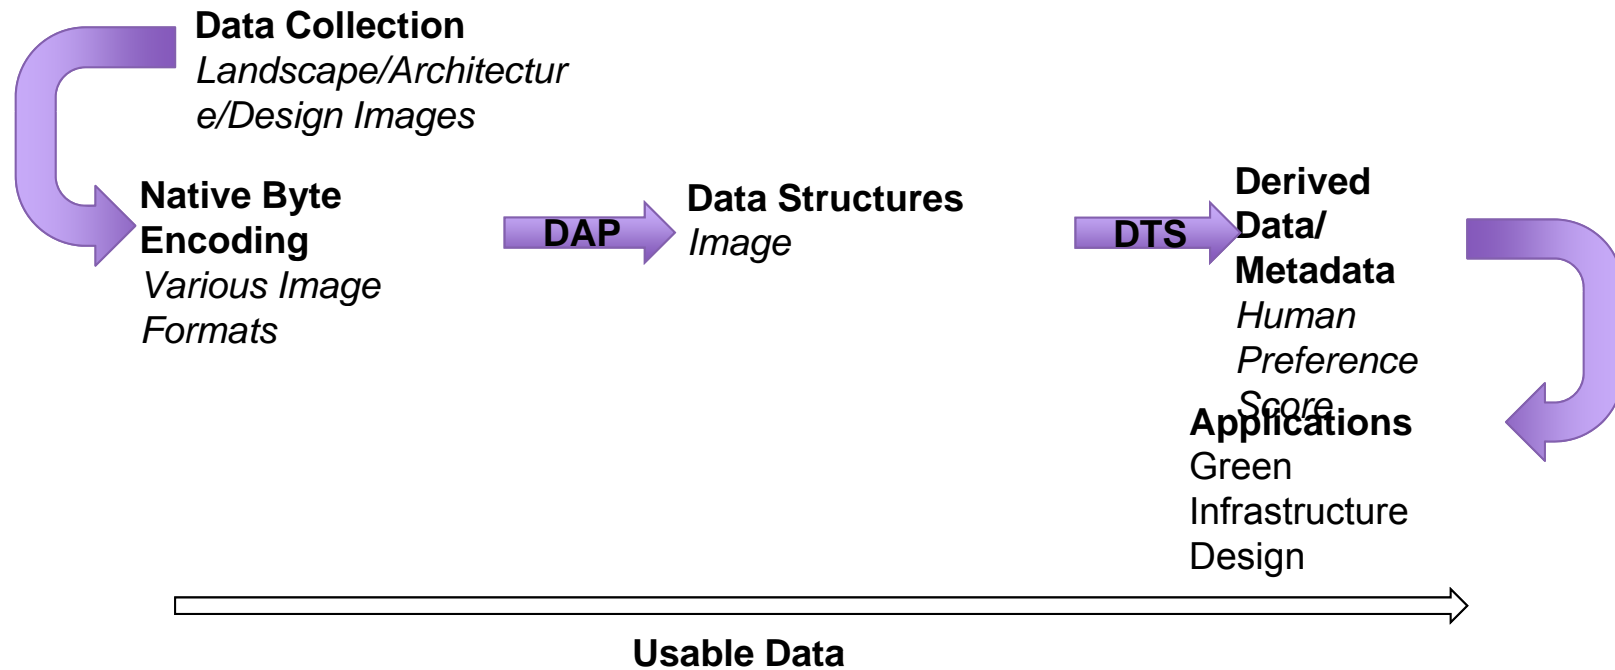 Data Collection
Landscape/Architectur
e/Design Images
Native Byte
Encoding
Various Image
Formats
DAP
Data Structures
Image
DTS
Derived
Data/
Metadata
Human
Preference
Score
Applications
Green
Infrastructure
Design
Usable Data